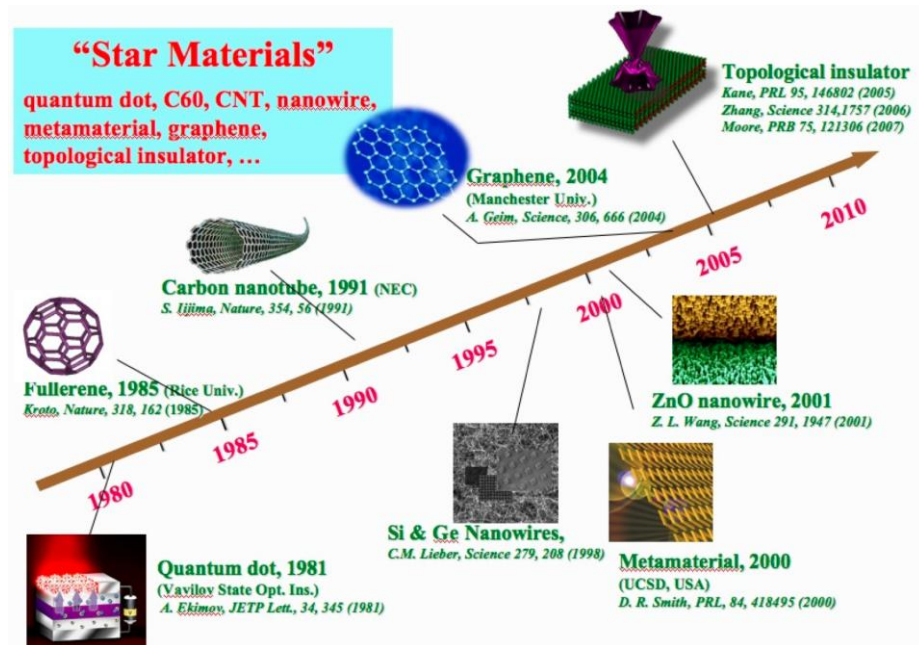 “Star Materials”
quantum dot, C60, CNT, nanowire,
metamaterial, graphene,
topological insulator, …
Topological insulator
Kane, PRL 95, 146802 (2005)
Zhang, Science 314,1757 (2006)
Moore, PRB 75, 121306 (2007)
Graphene, 2004
(Manchester Univ.)
A. Geim, Science, 306, 666 (2004)
Carbon nanotube, 1991 (NEC)
S. Iijima, Nature, 354, 56 (1991)
Fullerene, 1985 (Rice Univ.)
Kroto, Nature, 318, 162 (1985)
1980
1985
1990
1995
2000
2005
2010
ZnO nanowire, 2001
Z. L. Wang, Science 291, 1947 (2001)
Si & Ge Nanowires,
C.M. Lieber, Science 279, 208 (1998)
Metamaterial, 2000
(UCSD, USA)
D. R. Smith, PRL, 84, 418495 (2000)
Quantum dot, 1981
(Vavilov State Opt. Ins.)
A. Ekimov, JETP Lett., 34, 345 (1981)